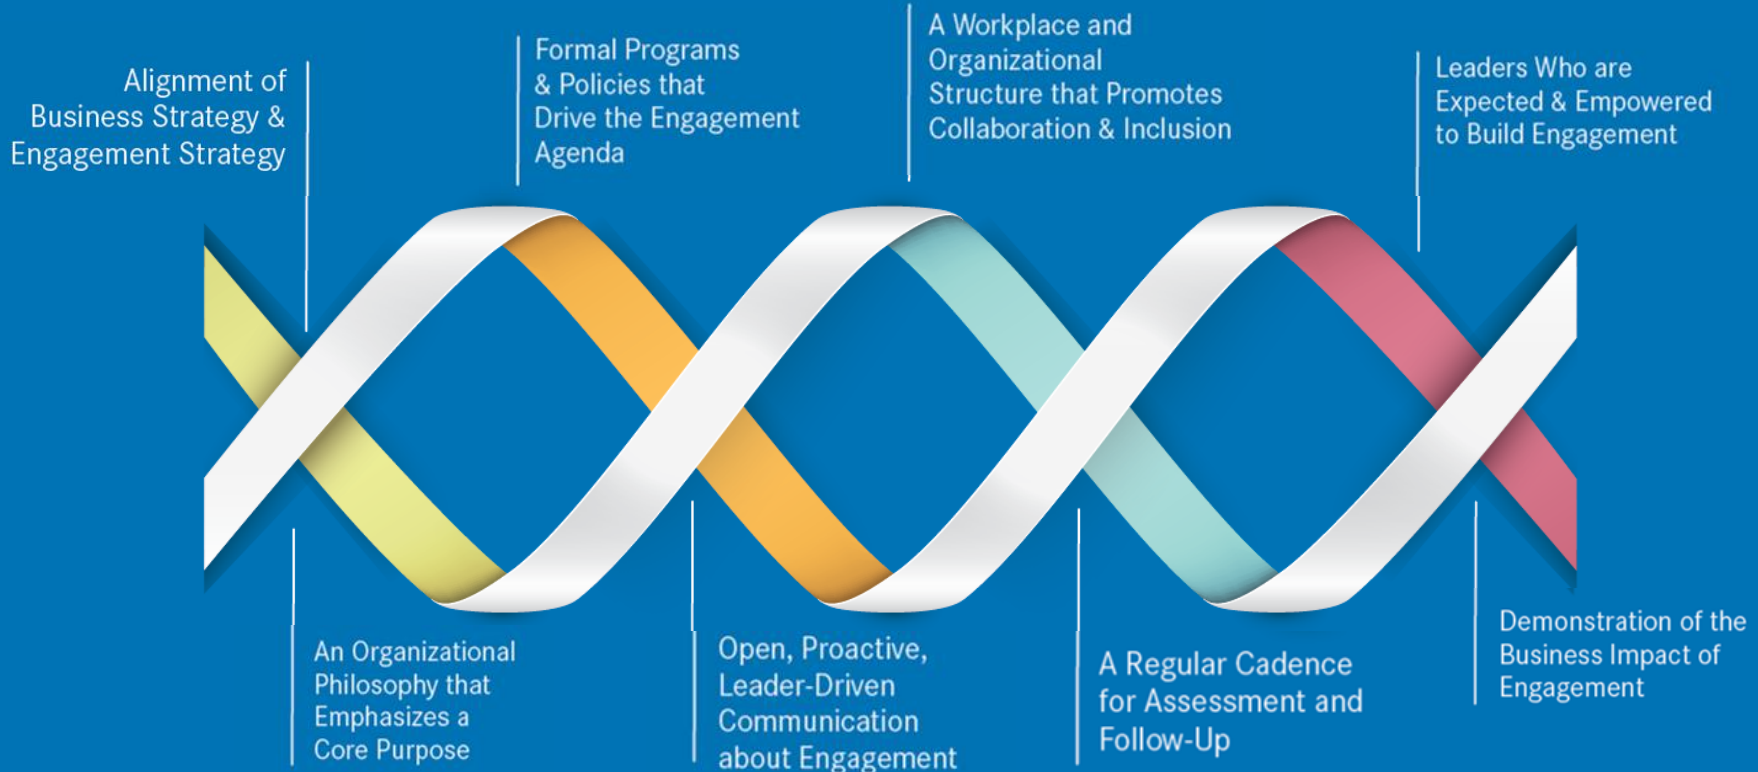 Alignment of
Business Strategy &
Engagement Strategy
Formal Programs
& Policies that
Drive the Engagement
Agenda
A Workplace and
Organizational
Structure that Promotes
Collaboration & Inclusion
Leaders Who are
Expected & Empowered
to Build Engagement
An Organizational
Philosophy that
Emphasizes a
Core Purpose
Open, Proactive,
Leader-Driven
Communication
about Engagement
A Regular Cadence
for Assessment and
Follow-Up
Demonstration of the
Business Impact of
Engagement